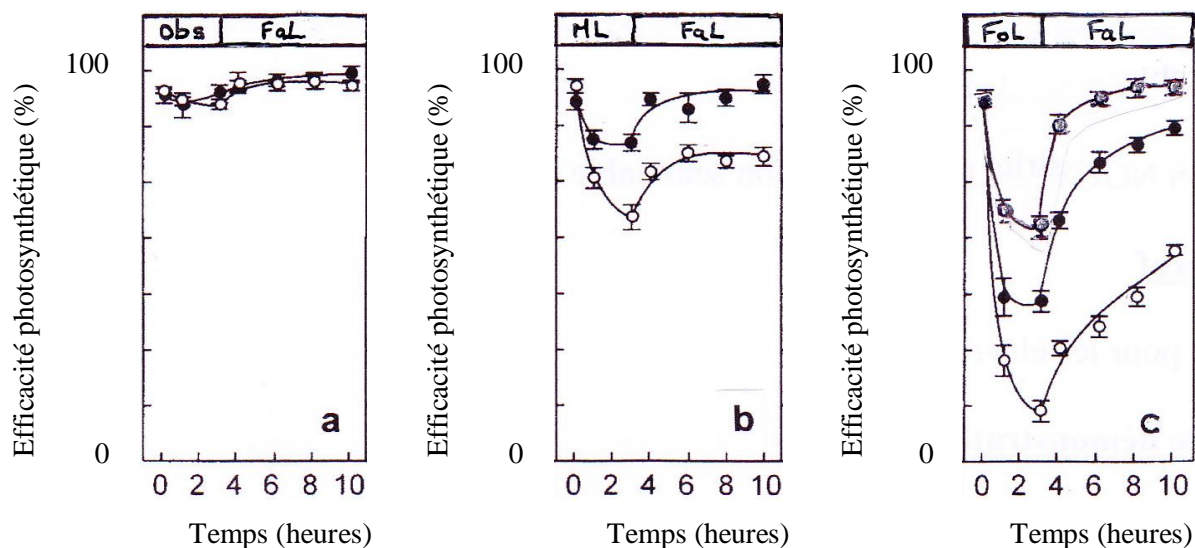 Obs FaL
100
Efficacité photosynthétique (%)
0
a
0 2 4 6 8 10
Temps (heures)
ML FaL
100
Efficacité photosynthétique (%)
0
b
0 2 4 6 8 10
Temps (heures)
FoL FaL
100
Efficacité photosynthétique (%)
0
c
0 2 4 6 8 10
Temps (heures)